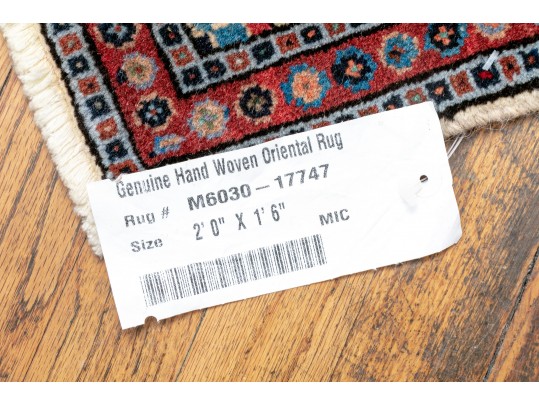 Genuine Hand Woven Oriental Rug
Rug # M6030-17747
Size 2' 0" X 1' 6" MIC